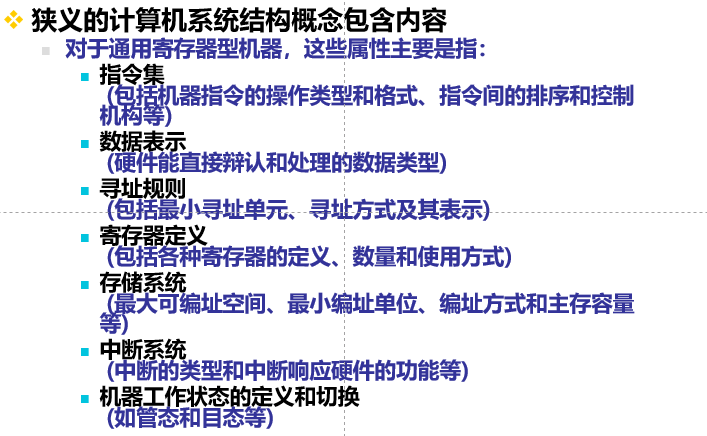 狭义的计算机系统结构概念包含内容
对于通用寄存器型机器，这些属性主要是指：
指令集
(包括机器指令的操作类型和格式、指令间的排序和控制
机构等)
数据表示
(硬件能直接辩认和处理的数据类型)
寻址规则
(包括最小寻址单元、寻址方式及其表示)
寄存器定义
(包括各种寄存器的定义、数量和使用方式)
存储系统
(最大可编址空间、最小编址单位、编址方式和主存容量
等)
中断系统
(中断的类型和中断响应硬件的功能等)
机器工作状态的定义和切换
(如管态和目态等)